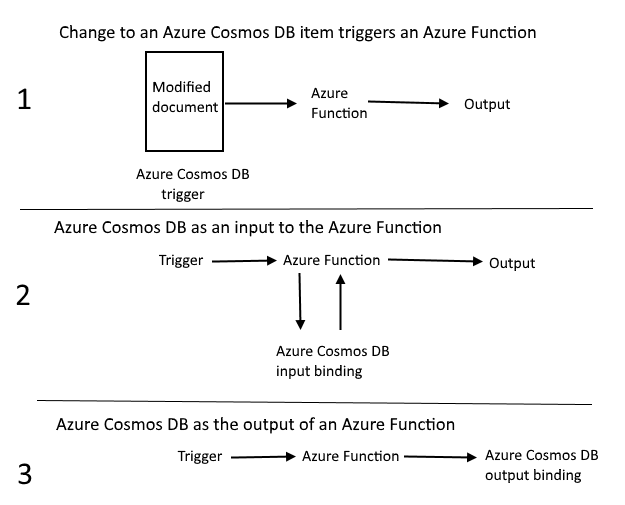 Change to an Azure Cosmos DB item triggers an Azure Function
1
Modified
document
Azure
Function
Output
Azure Cosmos DB
trigger
Azure Cosmos DB as an input to the Azure Function
2
Trigger
Azure Function
Output
Azure Cosmos DB
input binding
Azure Cosmos DB as the output of an Azure Function
3
Trigger
Azure Function
Azure Cosmos DB
output binding